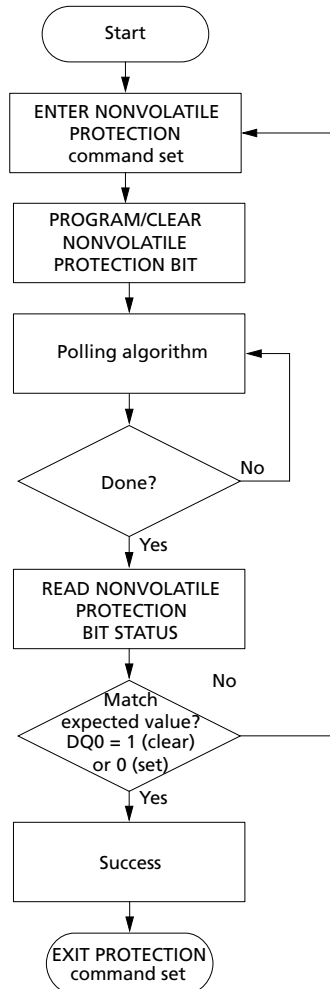 Start
ENTER NONVOLATILE
PROTECTION
command set
PROGRAM/CLEAR
NONVOLATILE
PROTECTION BIT
Polling algorithm
Done?
No
Yes
READ NONVOLATILE
PROTECTION
BIT STATUS
No
Match
expected value?
DQ0 = 1 (clear)
or 0 (set)
Yes
Success
EXIT PROTECTION
command set